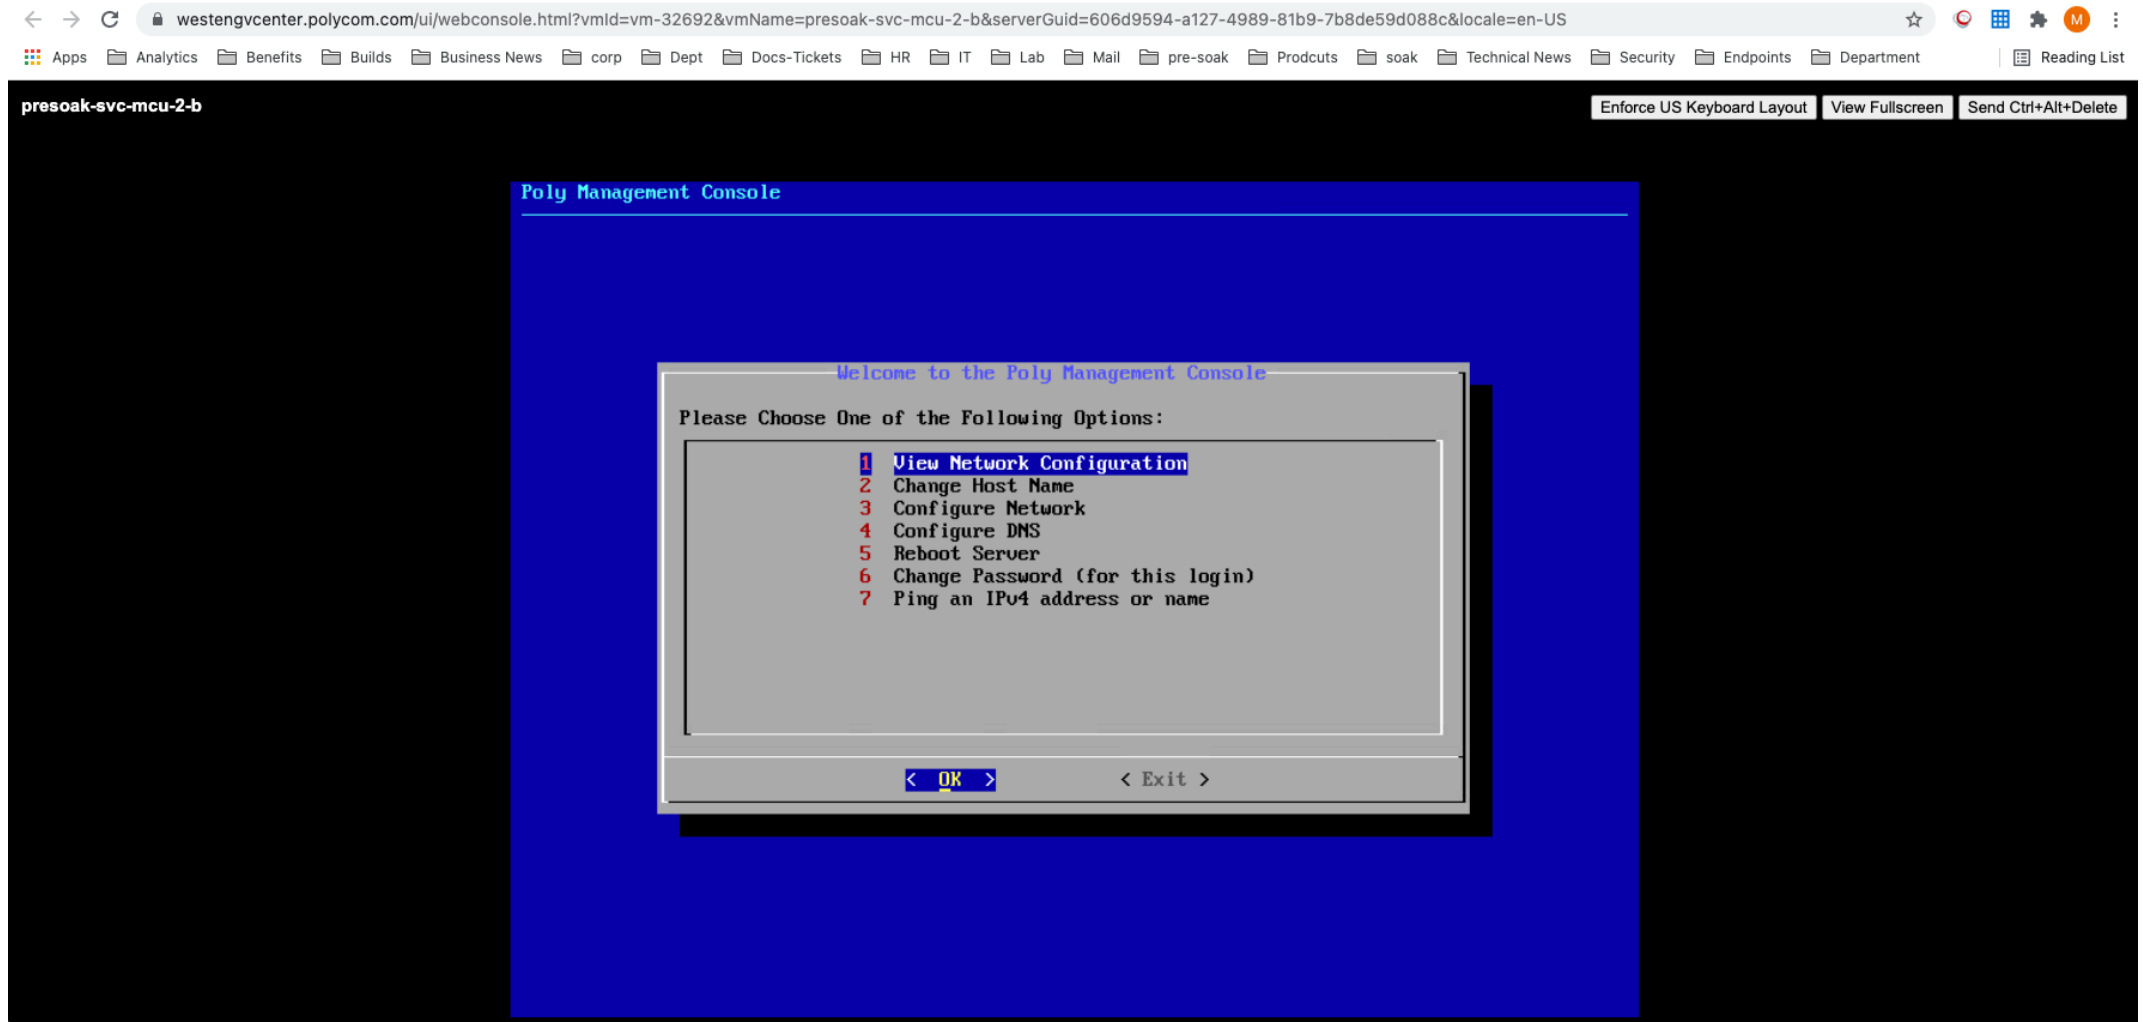 westengvcenter.polycom.com/ui/webconsole.html?vmId=vm-32692&vmName=presoak-svc-mcu-2-b&serverGuid=606d9594-a127-4989-81b9-7b8de59d088c&locale=en-US M
Apps Analytics Benefits Builds Business News corp Dept Docs-Tickets HR IT Lab Mail pre-soak Prodcuts soak Technical News Security Endpoints Department Reading List
presoak-svc-mcu-2-b Enforce US Keyboard Layout View Fullscreen Send Ctrl+Alt+Delete
Poly Management Console
Welcome to the Poly Management Console
Please Choose One of the Following Options:
1 View Network Configuration
2 Change Host Name
3 Configure Network
4 Configure DNS
5 Reboot Server
6 Change Password (for this login)
7 Ping an IPv4 address or name
< OK > < Exit >